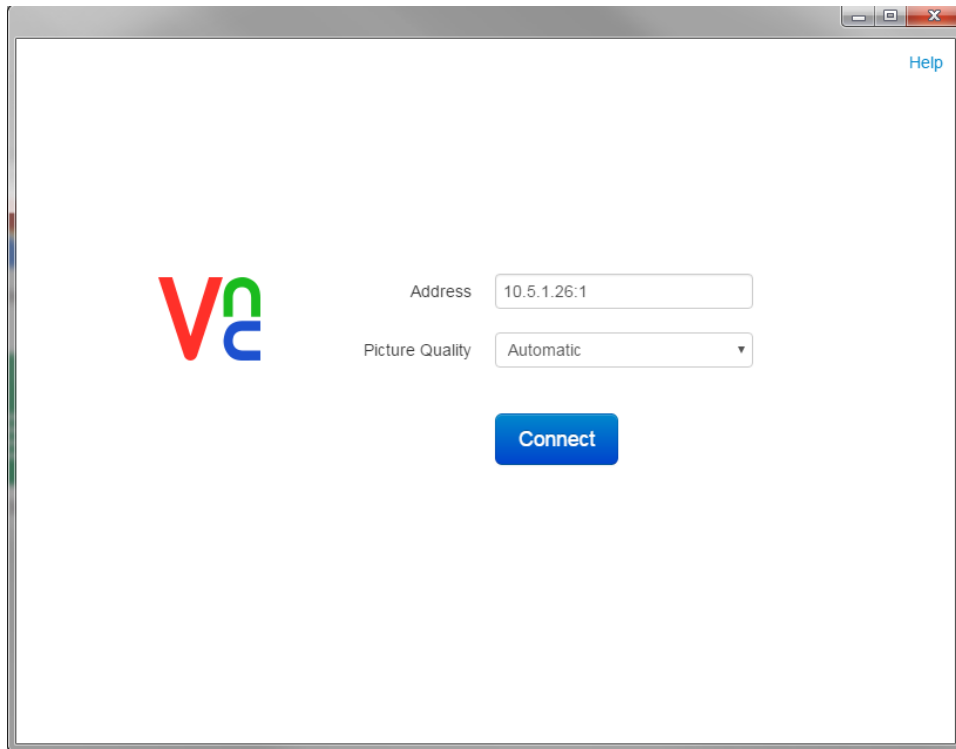 Help
VNC
Address 10.5.1.26:1
Picture Quality Automatic
Connect